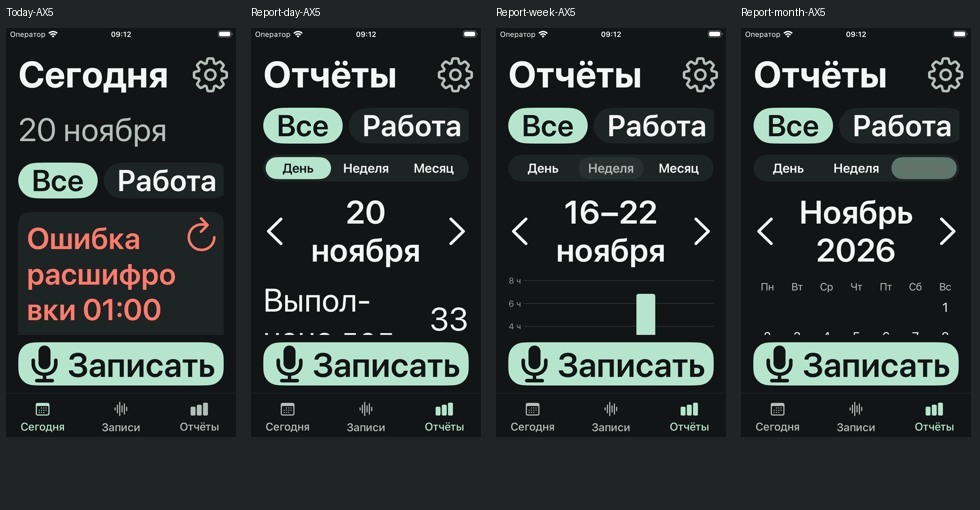 Today-AX5
Оператор 09:12
Сегодня
20 ноября
Все Работа
Ошибка
расшифро
вки 01:00
Записать
Сегодня Записи Отчёты
Report-day-AX5
Оператор 09:12
Отчёты
Все Работа
День Неделя Месяц
20
ноября
Выпол-
33
Записать
Сегодня Записи Отчёты
Report-week-AX5
Оператор 09:12
Отчёты
Все Работа
День Неделя Месяц
16–22
ноября
8 ч
6 ч
4 ч
Записать
Сегодня Записи Отчёты
Report-month-AX5
Оператор 09:12
Отчёты
Все Работа
День Неделя
Ноябрь
2026
Пн Вт Ср Чт Пт Сб Вс
1
Записать
Сегодня Записи Отчёты